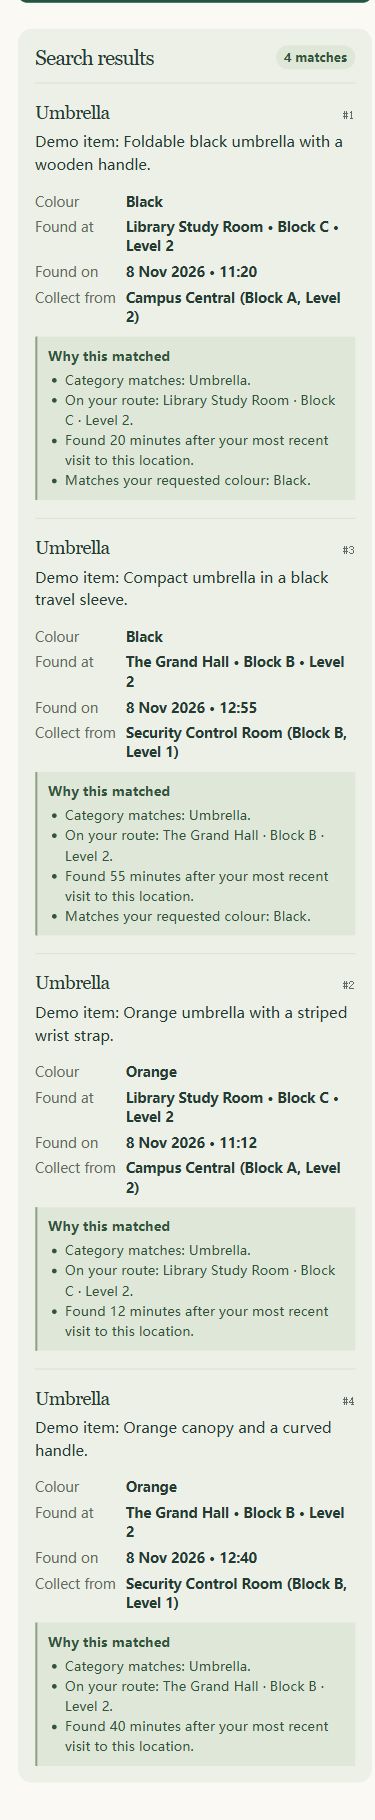 Search results
4 matches
Umbrella
#1
Demo item: Foldable black umbrella with a
wooden handle.
Colour Black
Found at Library Study Room • Block C •
Level 2
Found on 8 Nov 2026 • 11:20
Collect from Campus Central (Block A, Level
2)
Why this matched
• Category matches: Umbrella.
• On your route: Library Study Room · Block
C · Level 2.
• Found 20 minutes after your most recent
visit to this location.
• Matches your requested colour: Black.
Umbrella
#3
Demo item: Compact umbrella in a black
travel sleeve.
Colour Black
Found at The Grand Hall • Block B • Level
2
Found on 8 Nov 2026 • 12:55
Collect from Security Control Room (Block B,
Level 1)
Why this matched
• Category matches: Umbrella.
• On your route: The Grand Hall · Block B ·
Level 2.
• Found 55 minutes after your most recent
visit to this location.
• Matches your requested colour: Black.
Umbrella
#2
Demo item: Orange umbrella with a striped
wrist strap.
Colour Orange
Found at Library Study Room • Block C •
Level 2
Found on 8 Nov 2026 • 11:12
Collect from Campus Central (Block A, Level
2)
Why this matched
• Category matches: Umbrella.
• On your route: Library Study Room · Block
C · Level 2.
• Found 12 minutes after your most recent
visit to this location.
Umbrella
#4
Demo item: Orange canopy and a curved
handle.
Colour Orange
Found at The Grand Hall • Block B • Level
2
Found on 8 Nov 2026 • 12:40
Collect from Security Control Room (Block B,
Level 1)
Why this matched
• Category matches: Umbrella.
• On your route: The Grand Hall · Block B ·
Level 2.
• Found 40 minutes after your most recent
visit to this location.